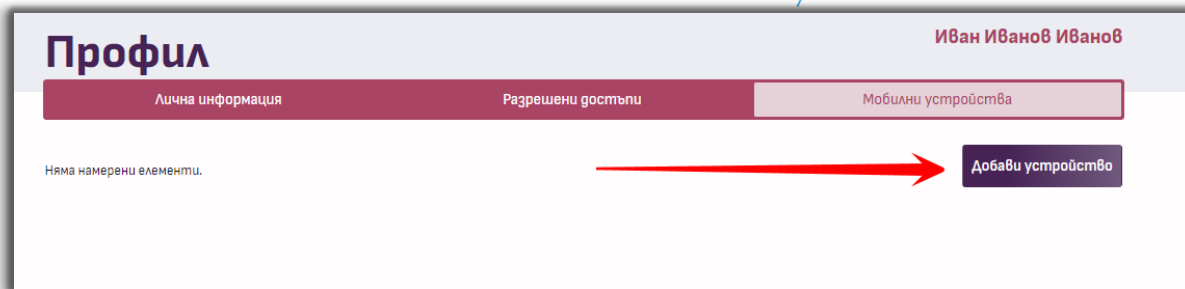 Иван Иванов Иванов
Профил
Лична информация Разрешени достъпи Мобилни устройства
Няма намерени елементи. Добави устройство